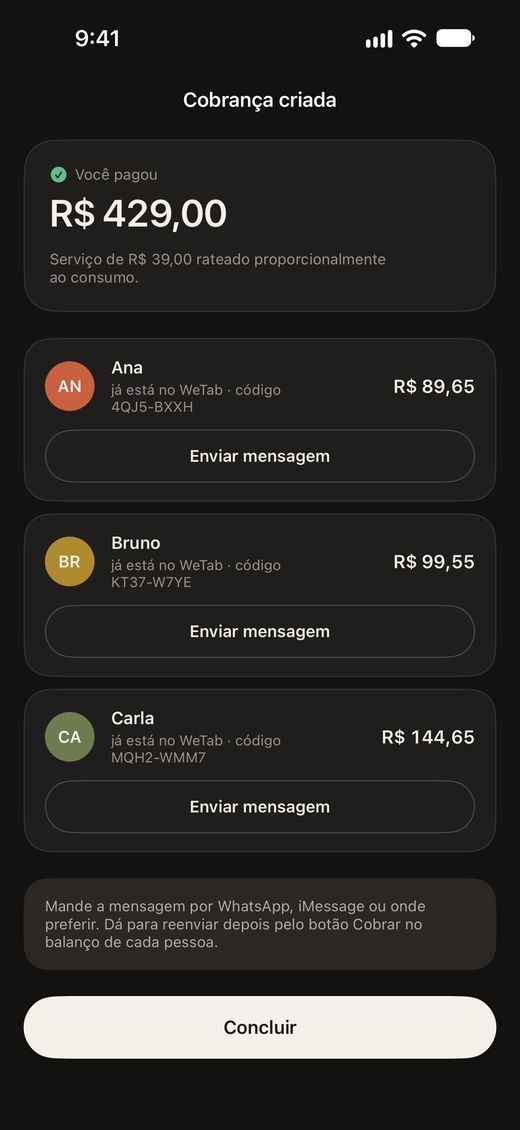 9:41
Cobrança criada
Você pagou
R$ 429,00
Serviço de R$ 39,00 rateado proporcionalmente
ao consumo.
AN
Ana
já está no WeTab · código
4QJ5-BXXH
R$ 89,65
Enviar mensagem
BR
Bruno
já está no WeTab · código
KT37-W7YE
R$ 99,55
Enviar mensagem
CA
Carla
já está no WeTab · código
MQH2-WMM7
R$ 144,65
Enviar mensagem
Mande a mensagem por WhatsApp, iMessage ou onde
preferir. Dá para reenviar depois pelo botão Cobrar no
balanço de cada pessoa.
Concluir